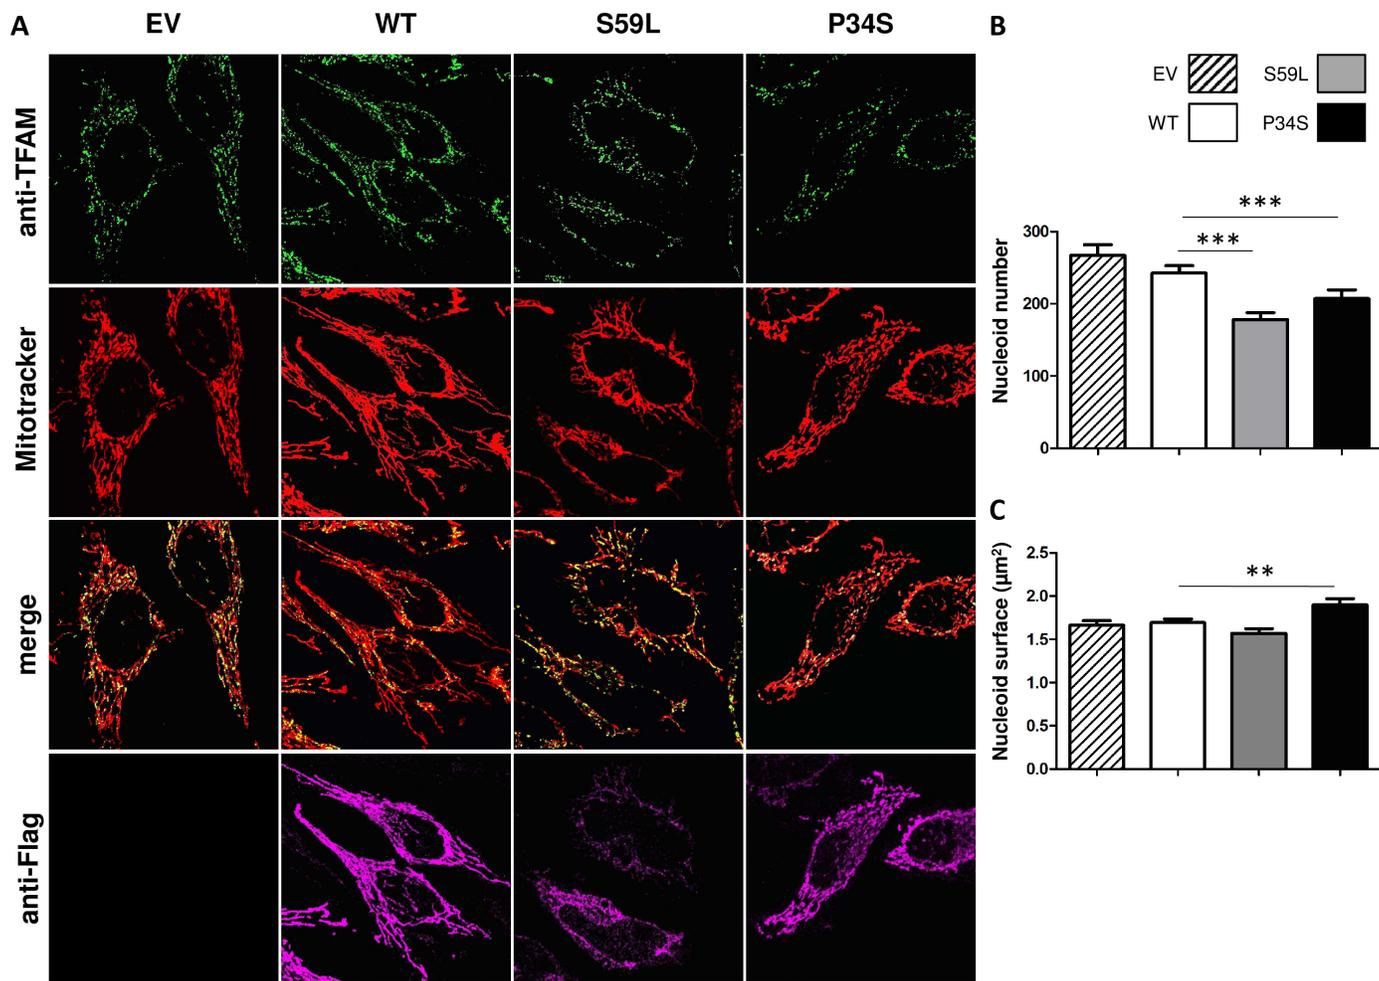 A
EV
WT
S59L
P34S
anti-TFAM
Mitotracker
merge
anti-Flag
B
EV
S59L
WT
P34S
***
***
Nucleoid number
300
200
100
0
C
**
Nucleoid surface (µm²)
2.5
2.0
1.5
1.0
0.5
0.0